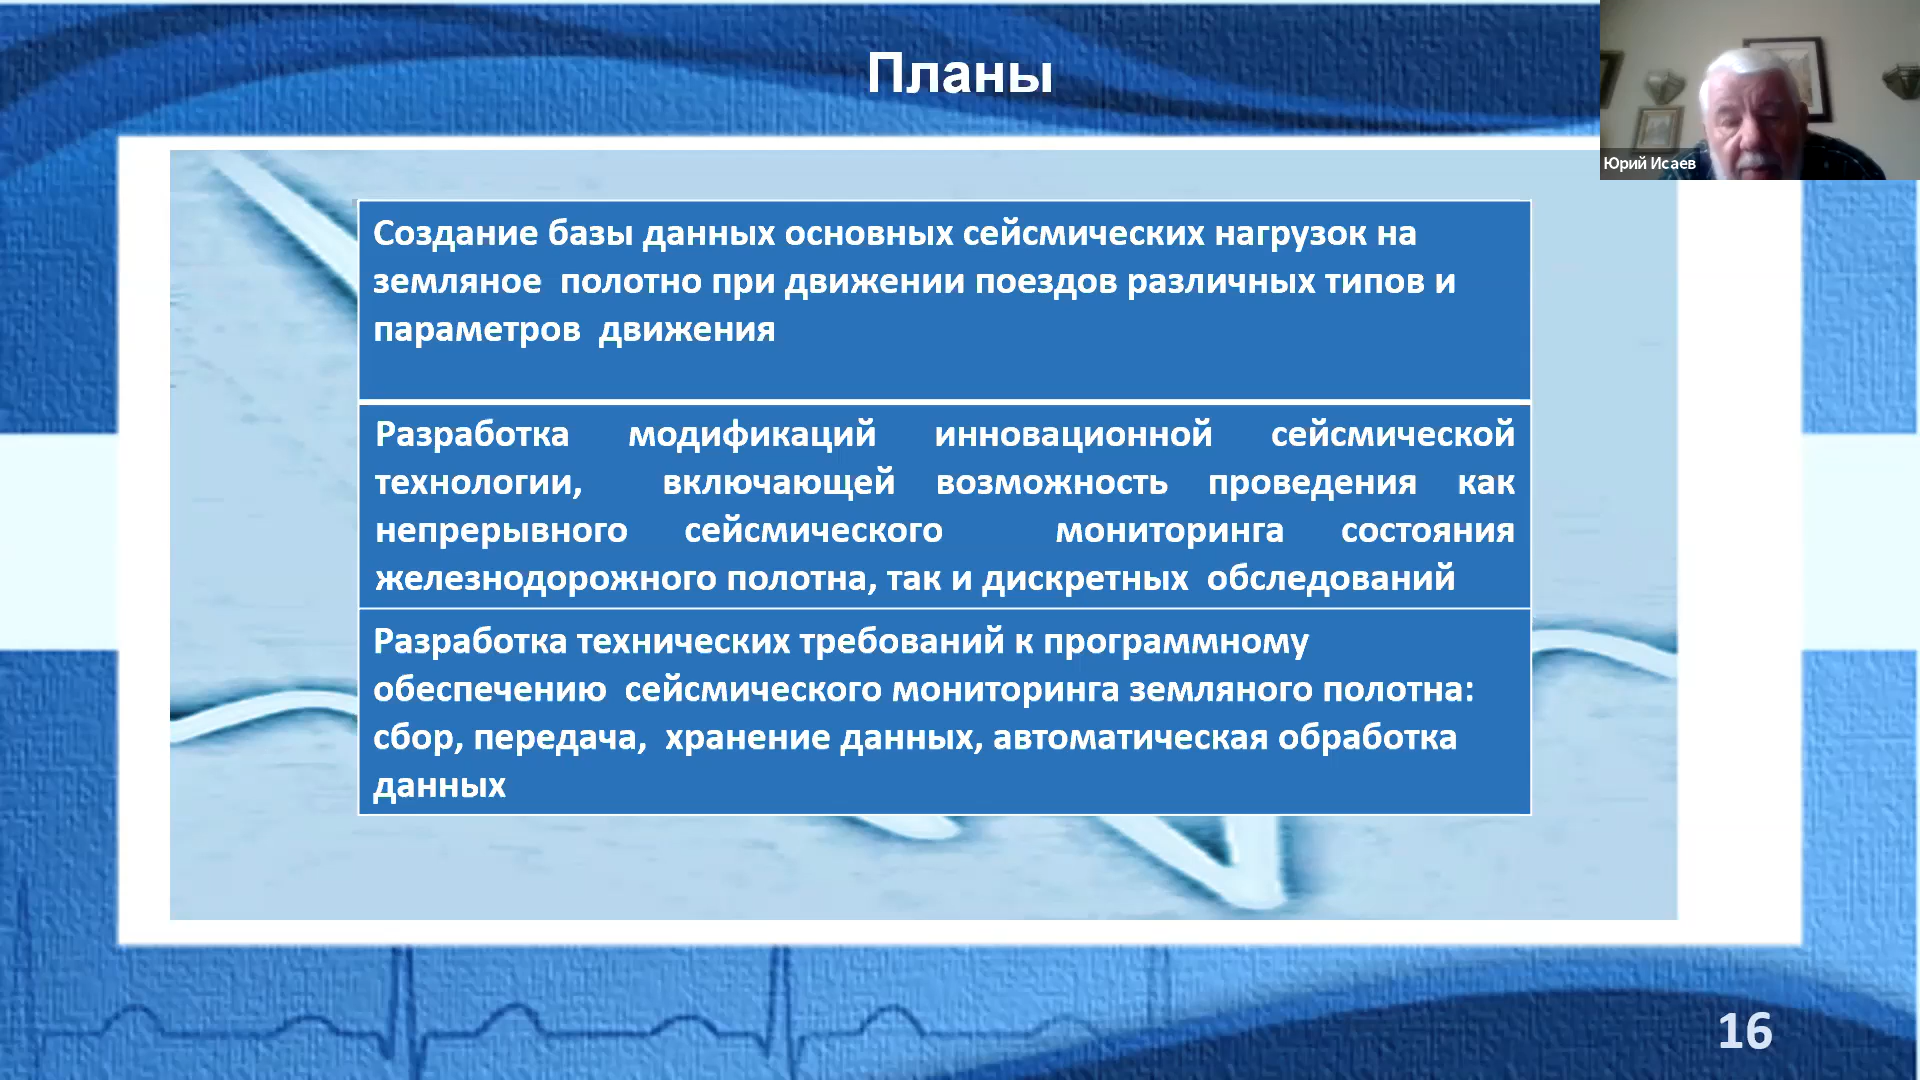 Планы
Юрий Исаев
Создание базы данных основных сейсмических нагрузок на
земляное полотно при движении поездов различных типов и
параметров движения
Разработка модификаций инновационной сейсмической
технологии, включающей возможность проведения как
непрерывного сейсмического мониторинга состояния
железнодорожного полотна, так и дискретных обследований
Разработка технических требований к программному
обеспечению сейсмического мониторинга земляного полотна:
сбор, передача, хранение данных, автоматическая обработка
данных
16